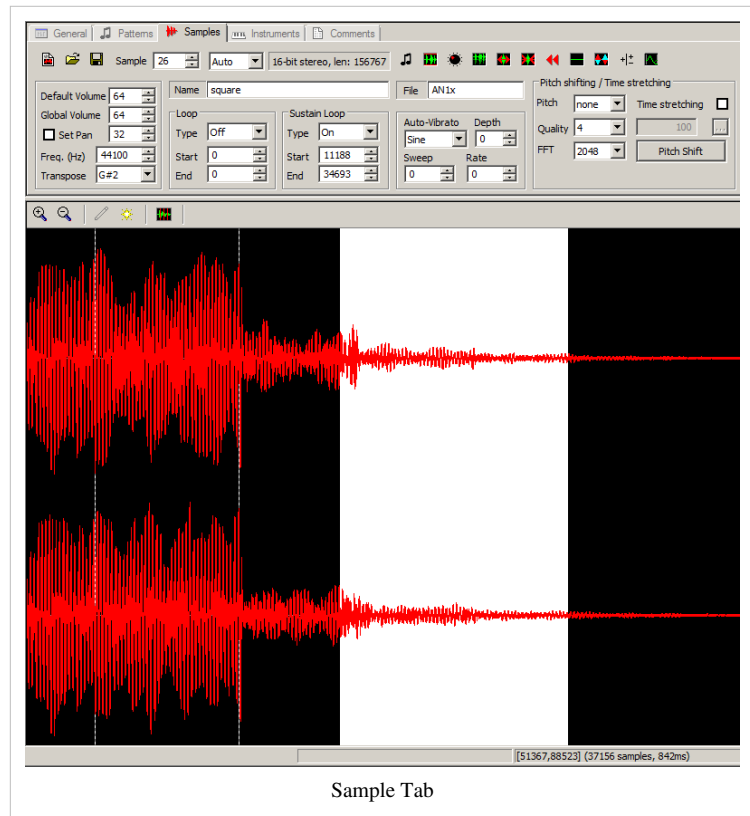 General Patterns Samples Instruments Comments
Sample 26 Auto 16-bit stereo, len: 156767
Default Volume 64
Global Volume 64
Set Pan 32
Freq. (Hz) 44100
Transpose G#2
Name square
Loop
Type Off
Start 0
End 0
Sustain Loop
Type On
Start 11188
End 34693
File AN1x
Auto-Vibrato Depth
Sine 0
Sweep Rate
0 0
Pitch shifting / Time stretching
Pitch none Time stretching
Quality 4 100 ...
FFT 2048 Pitch Shift
[51367,88523] (37156 samples, 842ms)
Sample Tab